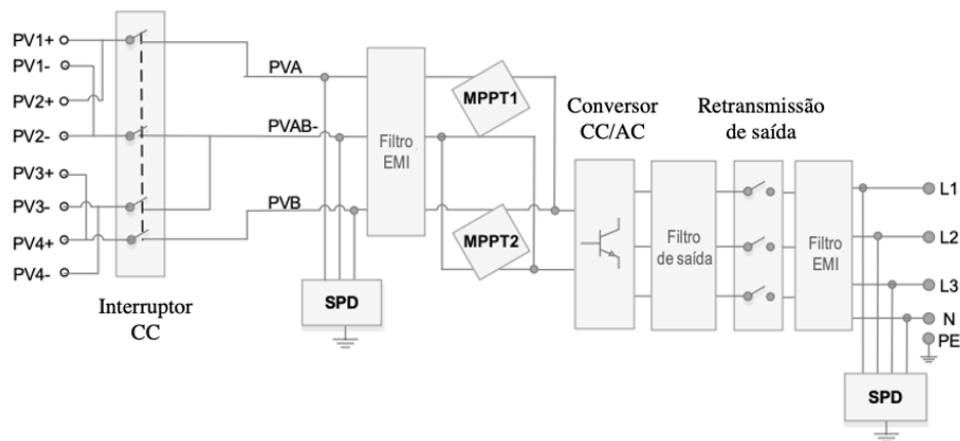 PV1+
PV1-
PV2+
PV2-
PV3+
PV3-
PV4+
PV4-
Interruptor
CC
PVA
PVAB-
PVB
SPD
Filtro
EMI
MPPT1
MPPT2
Conversor
CC/AC
Filtro
de saída
Retransmissão
de saída
Filtro
EMI
L1
L2
L3
N
PE
SPD